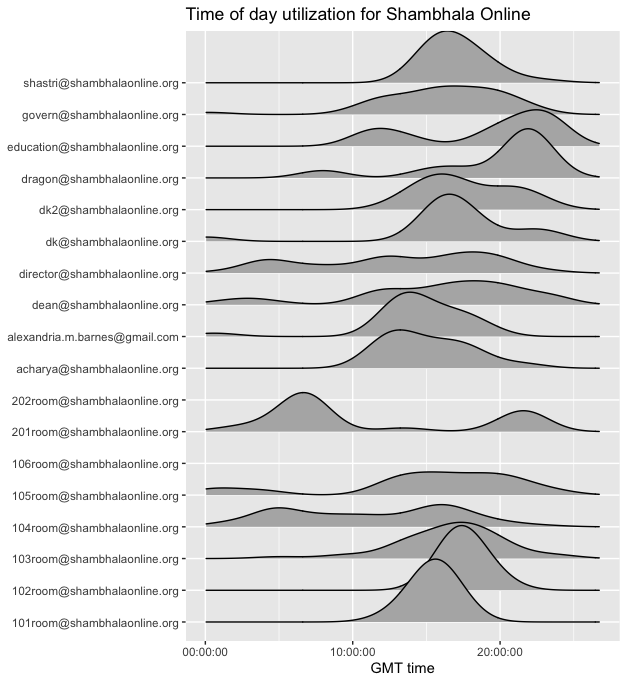 Time of day utilization for Shambhala Online
shastri@shambhalaonline.org
govern@shambhalaonline.org
education@shambhalaonline.org
dragon@shambhalaonline.org
dk2@shambhalaonline.org
dk@shambhalaonline.org
director@shambhalaonline.org
dean@shambhalaonline.org
alexandria.m.barnes@gmail.com
acharya@shambhalaonline.org
202room@shambhalaonline.org
201room@shambhalaonline.org
106room@shambhalaonline.org
105room@shambhalaonline.org
104room@shambhalaonline.org
103room@shambhalaonline.org
102room@shambhalaonline.org
101room@shambhalaonline.org
00:00:00 10:00:00 20:00:00
GMT time